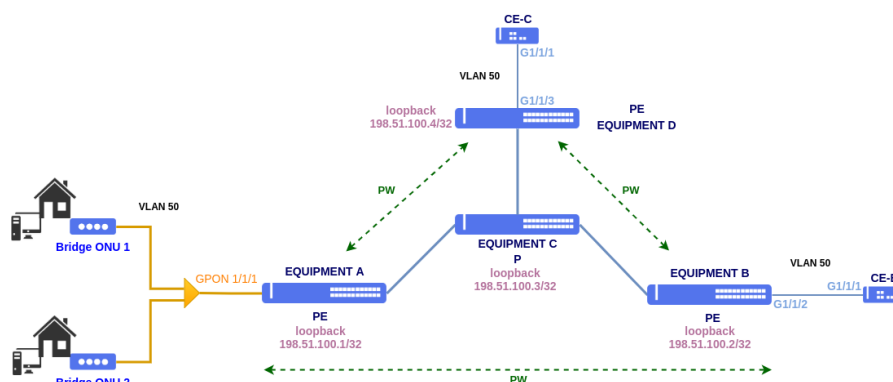 CE-C
G1/1/1
VLAN 50
G1/1/3
loopback
198.51.100.4/32
PE
EQUIPMENT D
PW
PW
VLAN 50
Bridge ONU 1
GPON 1/1/1
EQUIPMENT A
PE
loopback
198.51.100.1/32
EQUIPMENT C
P
loopback
198.51.100.3/32
EQUIPMENT B
PE
loopback
198.51.100.2/32
VLAN 50
G1/1/1
G1/1/2
Bridge ONU 2
PW